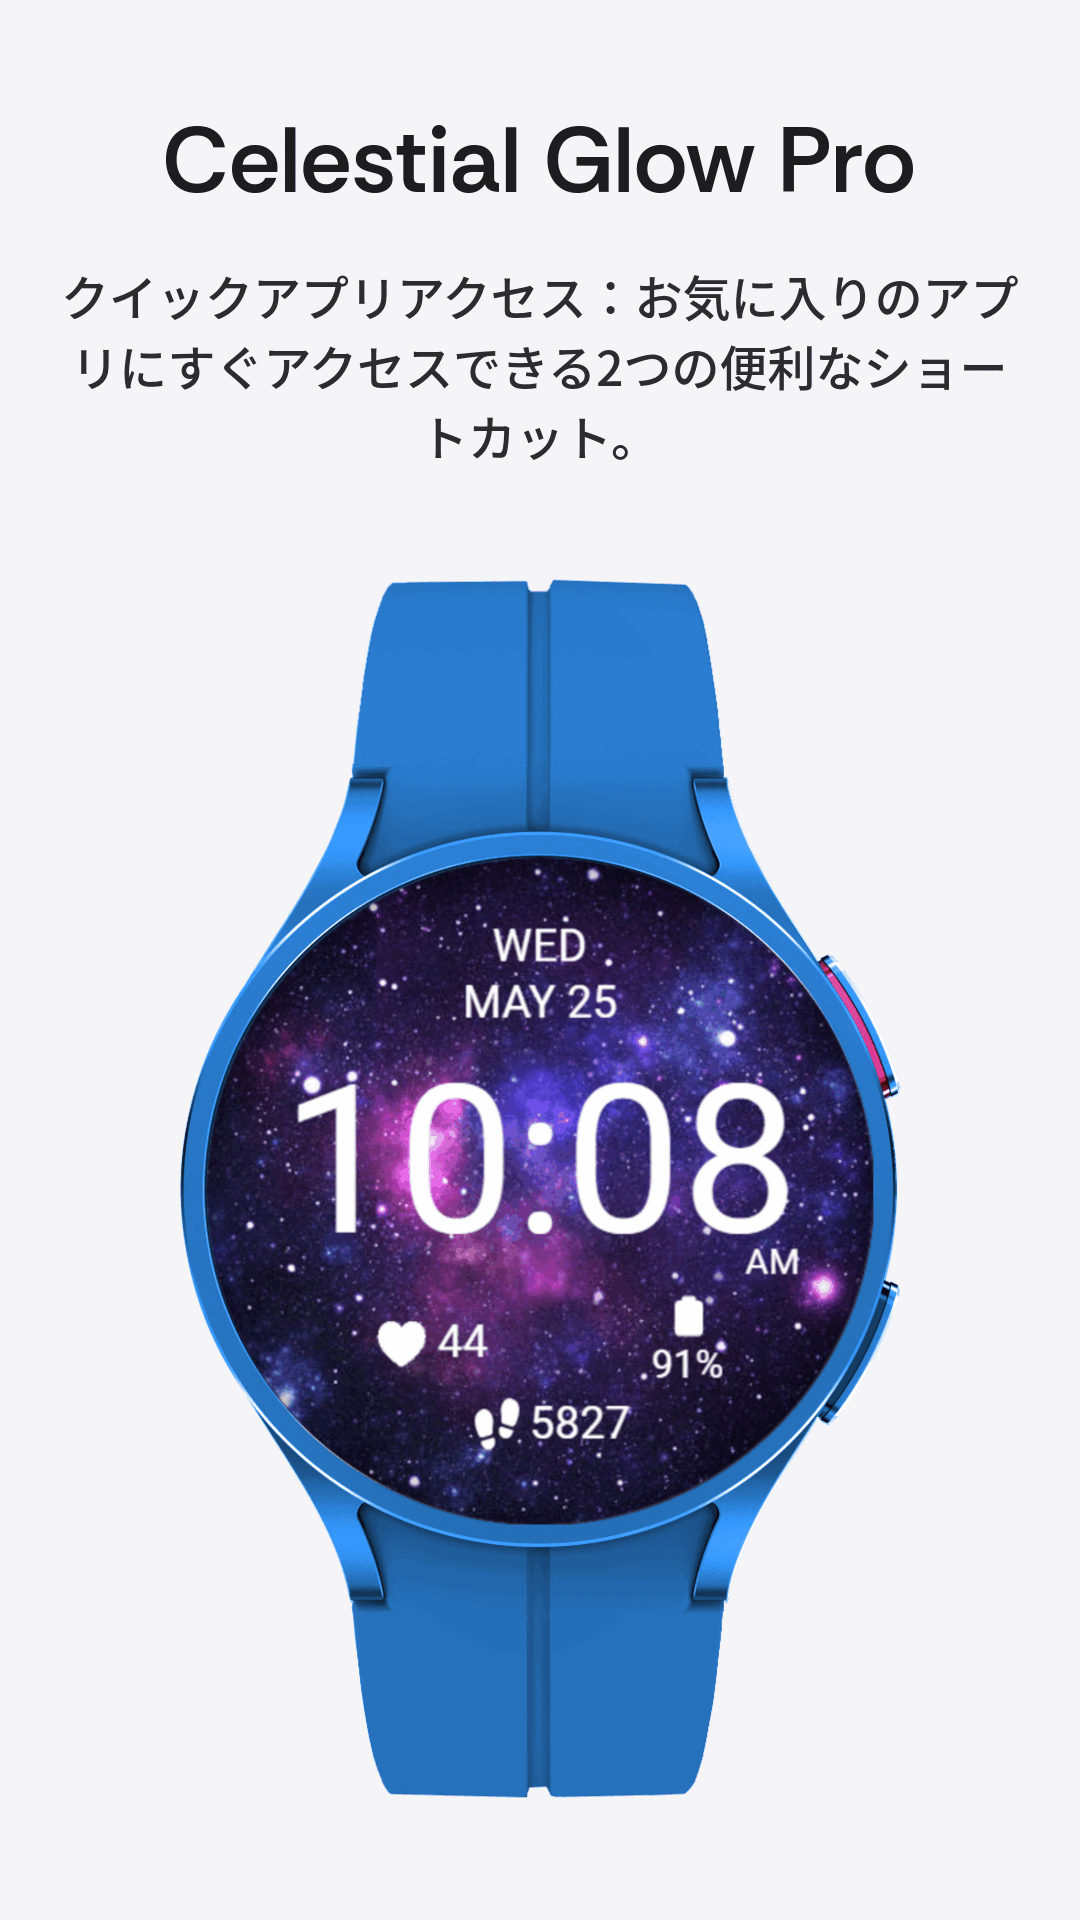 Celestial Glow Pro
クイックアプリアクセス：お気に入りのアプ
リにすぐアクセスできる2つの便利なショー
トカット。
WED
MAY 25
10:08
AM
44
91%
5827